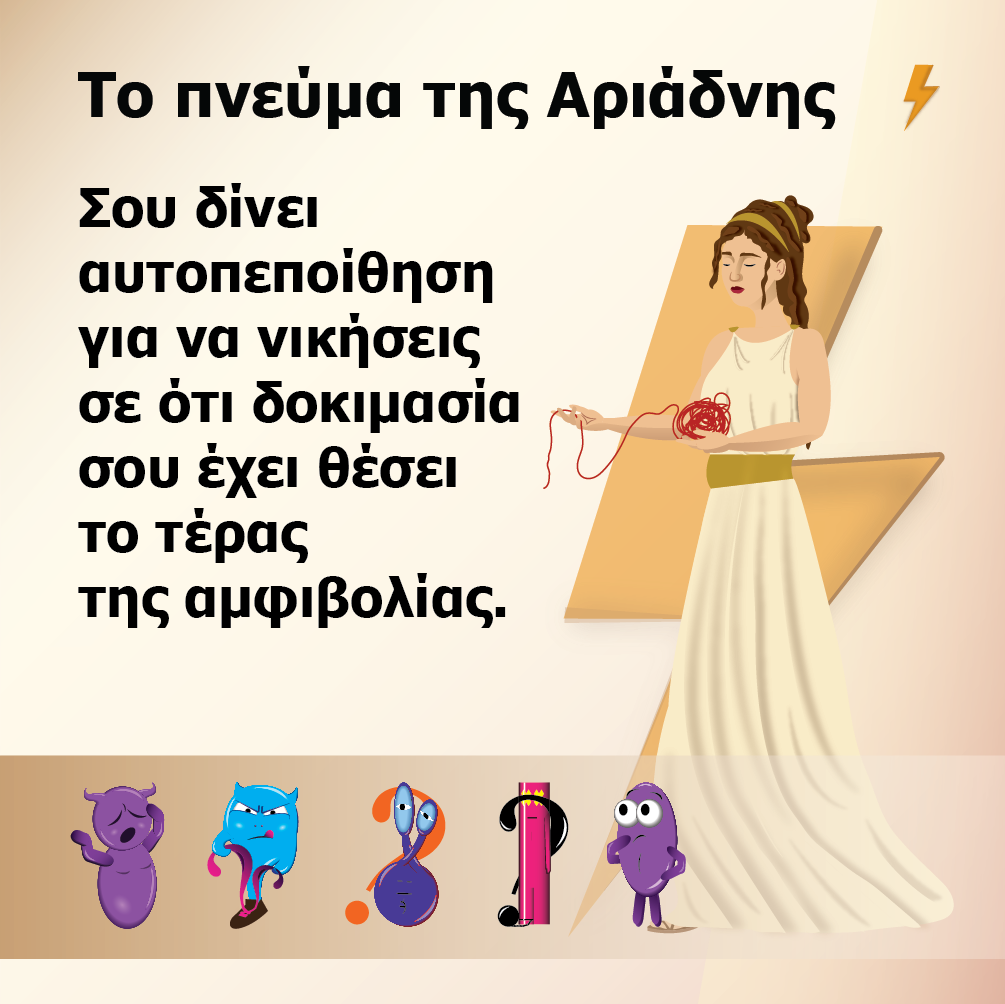 Το πνεύμα της Αριάδνης
Σου δίνει
αυτοπεποίθηση
για να νικήσεις
σε ότι δοκιμασία
σου έχει θέσει
το τέρας
της αμφιβολίας.